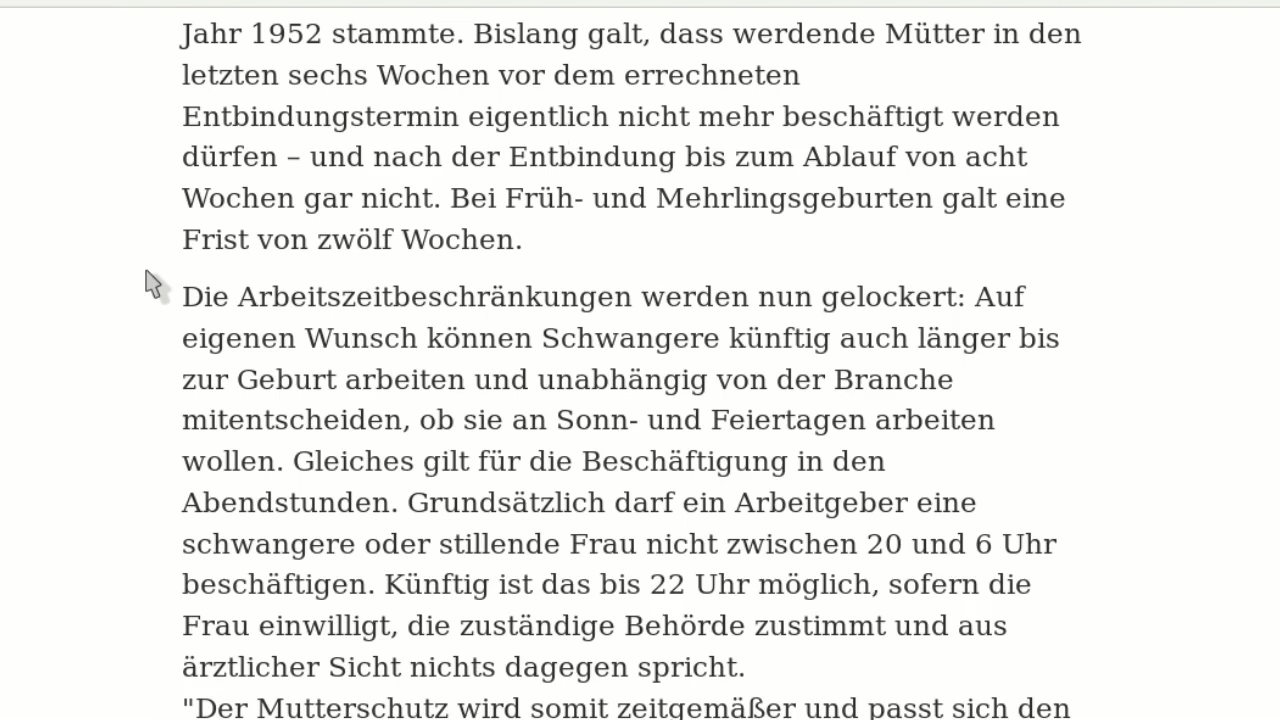 Jahr 1952 stammte. Bislang galt, dass werdende Mütter in den
letzten sechs Wochen vor dem errechneten
Entbindungstermin eigentlich nicht mehr beschäftigt werden
dürfen – und nach der Entbindung bis zum Ablauf von acht
Wochen gar nicht. Bei Früh- und Mehrlingsgeburten galt eine
Frist von zwölf Wochen.
Die Arbeitszeitbeschränkungen werden nun gelockert: Auf
eigenen Wunsch können Schwangere künftig auch länger bis
zur Geburt arbeiten und unabhängig von der Branche
mitentscheiden, ob sie an Sonn- und Feiertagen arbeiten
wollen. Gleiches gilt für die Beschäftigung in den
Abendstunden. Grundsätzlich darf ein Arbeitgeber eine
schwangere oder stillende Frau nicht zwischen 20 und 6 Uhr
beschäftigen. Künftig ist das bis 22 Uhr möglich, sofern die
Frau einwilligt, die zuständige Behörde zustimmt und aus
ärztlicher Sicht nichts dagegen spricht.
"Der Mutterschutz wird somit zeitgemäßer und passt sich den